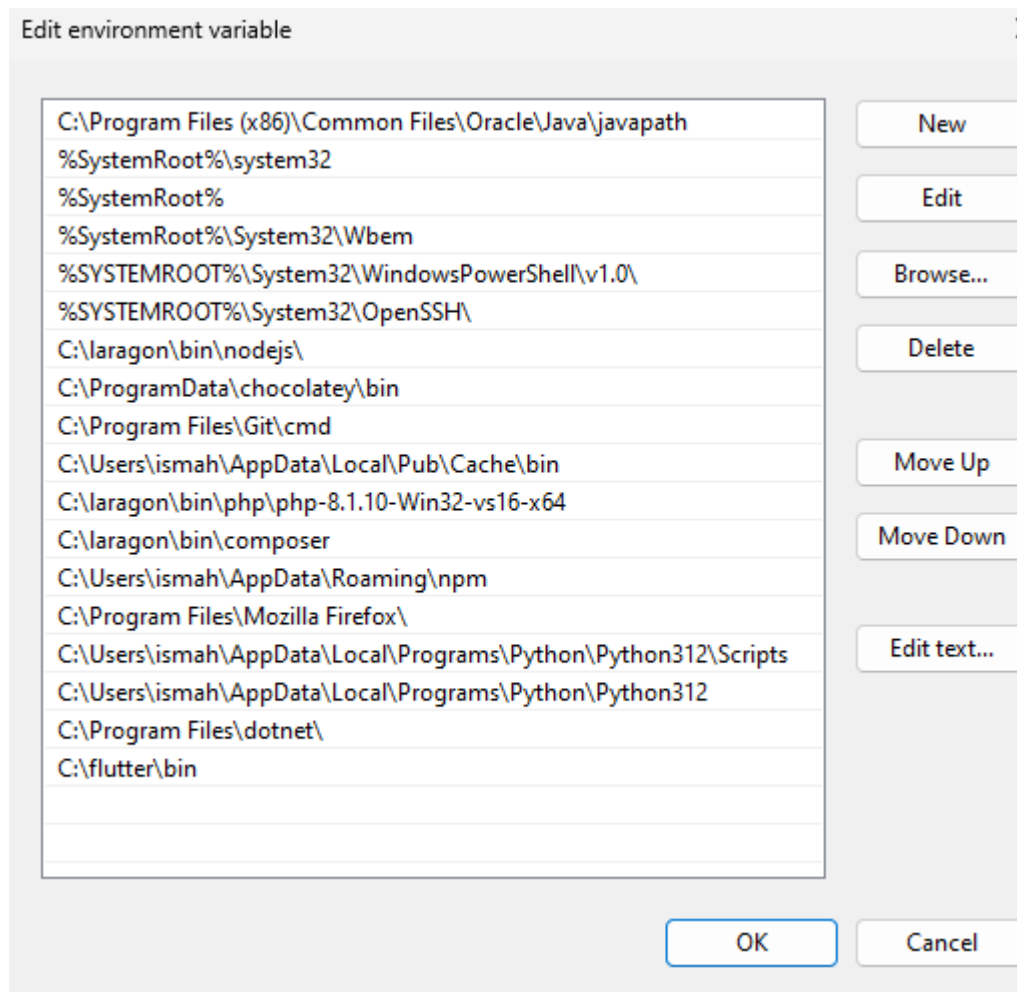 Edit environment variable
C:\Program Files (x86)\Common Files\Oracle\Java\javapath
%SystemRoot%\system32
%SystemRoot%
%SystemRoot%\System32\Wbem
%SYSTEMROOT%\System32\WindowsPowerShell\v1.0\
%SYSTEMROOT%\System32\OpenSSH\
C:\laragon\bin\nodejs\
C:\ProgramData\chocolatey\bin
C:\Program Files\Git\cmd
C:\Users\ismah\AppData\Local\Pub\Cache\bin
C:\laragon\bin\php\php-8.1.10-Win32-vs16-x64
C:\laragon\bin\composer
C:\Users\ismah\AppData\Roaming\npm
C:\Program Files\Mozilla Firefox\
C:\Users\ismah\AppData\Local\Programs\Python\Python312\Scripts
C:\Users\ismah\AppData\Local\Programs\Python\Python312
C:\Program Files\dotnet\
C:\flutter\bin
New
Edit
Browse...
Delete
Move Up
Move Down
Edit text...
OK
Cancel